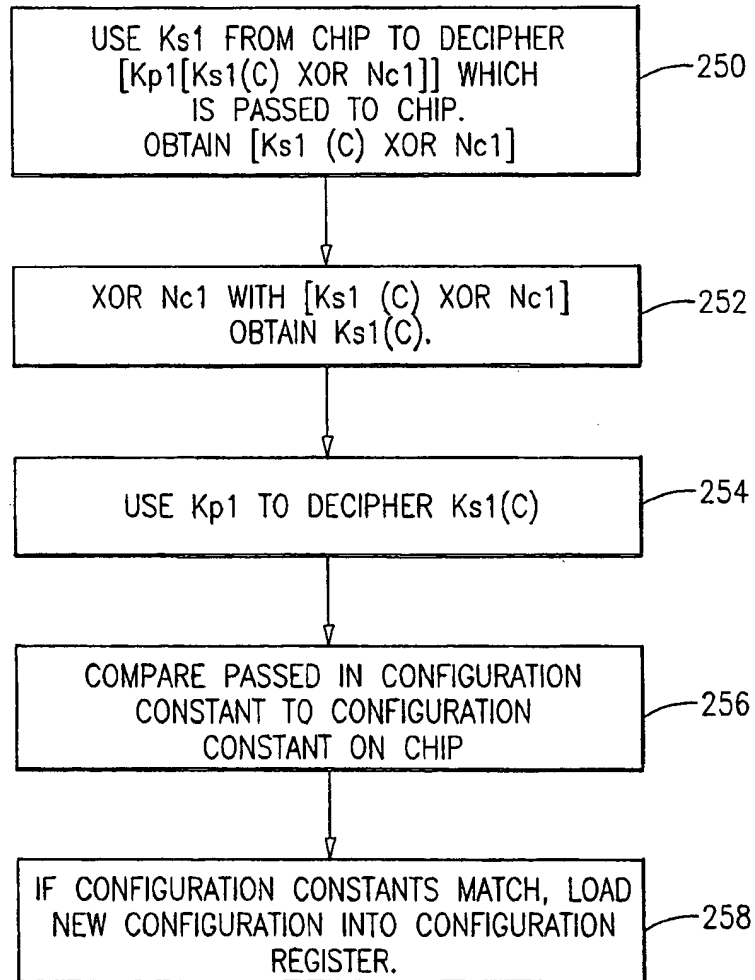 USE Ks1 FROM CHIP TO DECIPHER
[Kp1[Ks1(C) XOR Nc1]] WHICH
IS PASSED TO CHIP.
OBTAIN [Ks1 (C) XOR Nc1]
250
XOR Nc1 WITH [Ks1 (C) XOR Nc1]
OBTAIN Ks1(C).
252
USE Kp1 TO DECIPHER Ks1(C)
254
COMPARE PASSED IN CONFIGURATION
CONSTANT TO CONFIGURATION
CONSTANT ON CHIP
256
IF CONFIGURATION CONSTANTS MATCH, LOAD
NEW CONFIGURATION INTO CONFIGURATION
REGISTER.
258